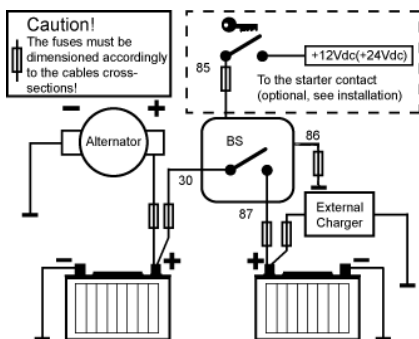 Caution!
The fuses must be
dimensioned accordingly
to the cables cross-
sections!
+12Vdc(+24Vdc)
85
To the starter contact
(optional, see installation)
- +
Alternator
BS
86
30
87
External
Charger
- +
+ -